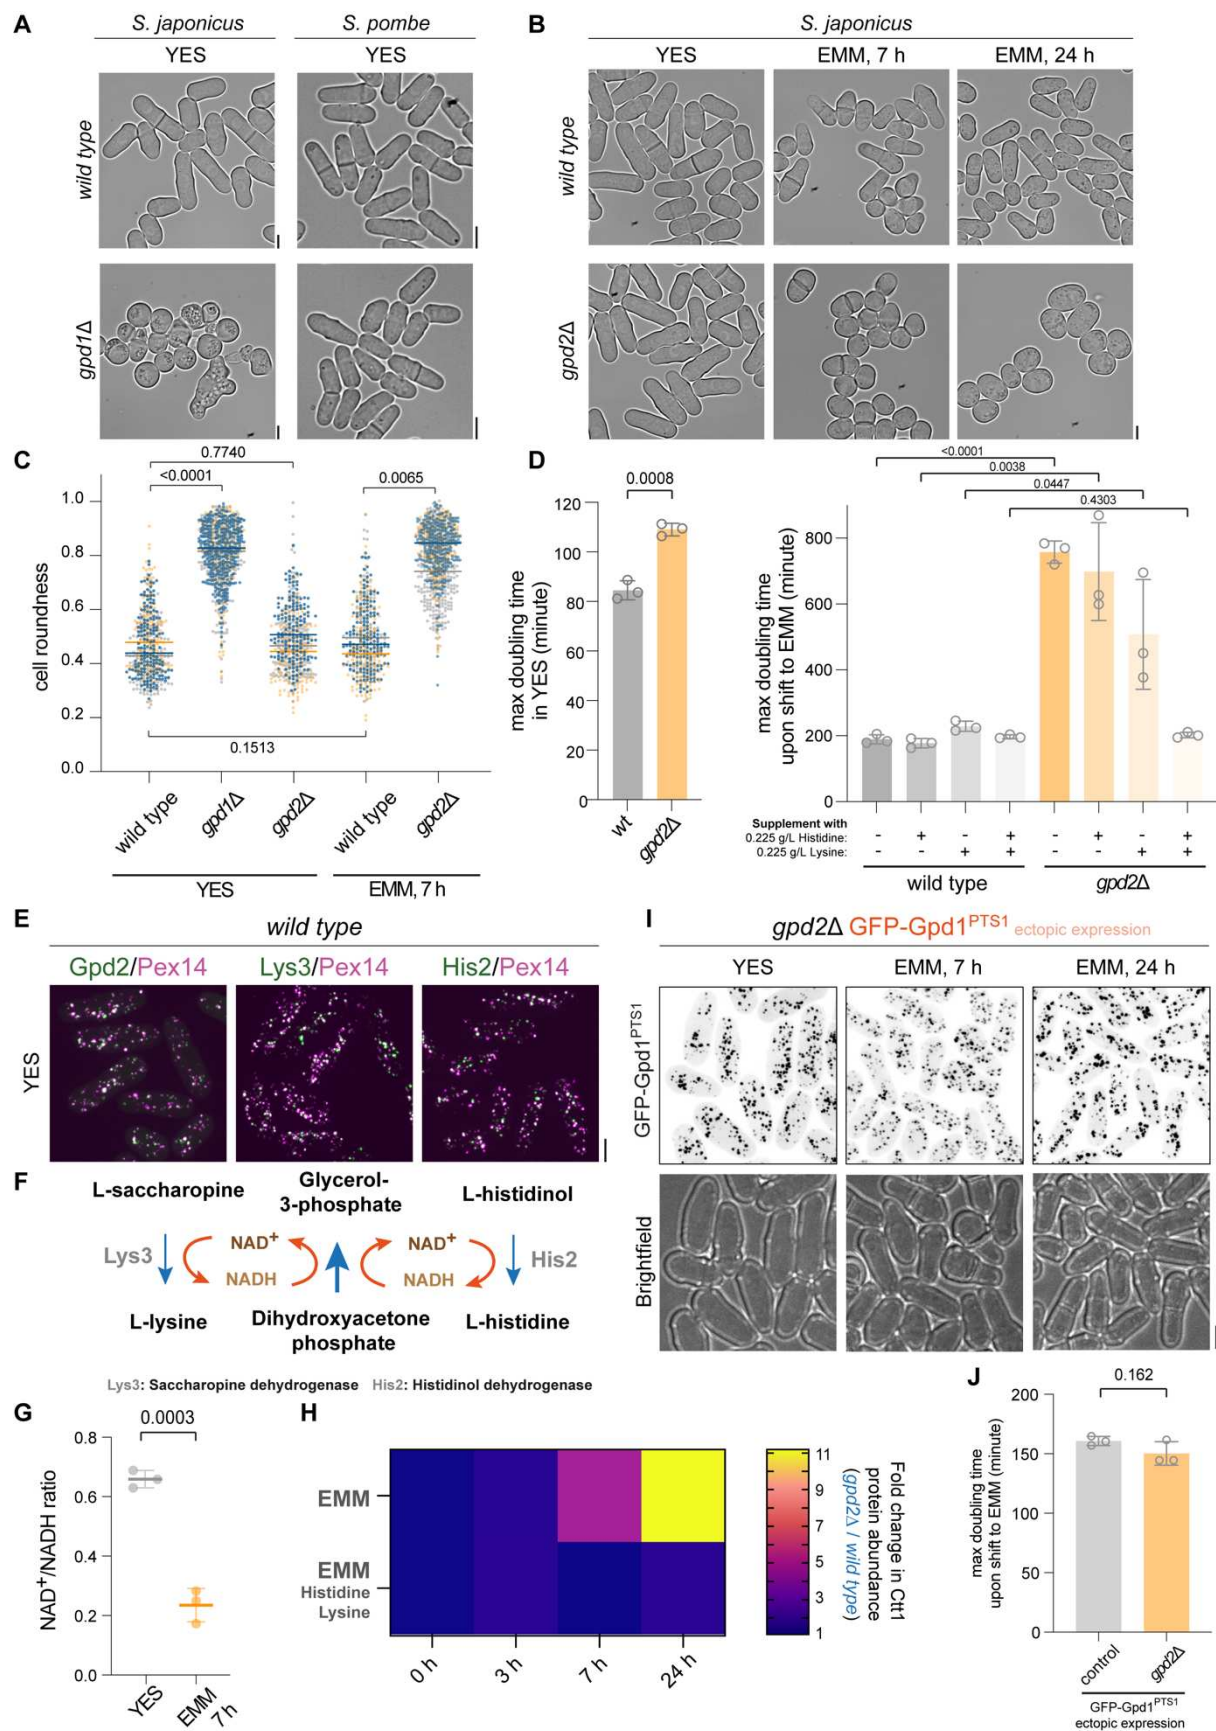 A
S. japonicus
S. pombe
YES
YES
wild type
gpd1Δ
B
S. japonicus
YES
EMM, 7 h
EMM, 24 h
wild type
gpd2Δ
C
0.7740
<0.0001
0.0065
cell roundness
1.0
0.8
0.6
0.4
0.2
0.0
0.1513
wild type
gpd1Δ
gpd2Δ
wild type
gpd2Δ
YES
EMM, 7 h
D
0.0008
max doubling time
in YES (minute)
120
100
80
60
40
20
0
wt
gpd2Δ
<0.0001
0.0038
0.0447
0.4303
max doubling time
upon shift to EMM (minute)
800
600
400
200
0
Supplement with
0.225 g/L Histidine: - + - + - + - +
0.225 g/L Lysine: - - + + - - + +
wild type
gpd2Δ
E
wild type
Gpd2/Pex14
Lys3/Pex14
His2/Pex14
YES
F
L-saccharopine
Glycerol-
3-phosphate
L-histidinol
Lys3
NAD+
NAD+
His2
NADH
NADH
L-lysine
Dihydroxyacetone
phosphate
L-histidine
Lys3: Saccharopine dehydrogenase His2: Histidinol dehydrogenase
G
0.0003
NAD+/NADH ratio
0.8
0.6
0.4
0.2
0.0
YES
EMM
7 h
H
EMM
EMM
Histidine
Lysine
0 h
3 h
7 h
24 h
11
9
7
5
3
1
Fold change in Ctt1
protein abundance
(gpd2Δ / wild type)
I
gpd2Δ GFP-Gpd1PTS1 ectopic expression
YES
EMM, 7 h
EMM, 24 h
GFP-Gpd1PTS1
Brightfield
J
0.162
max doubling time
upon shift to EMM (minute)
200
150
100
50
0
control
gpd2Δ
GFP-Gpd1PTS1
ectopic expression